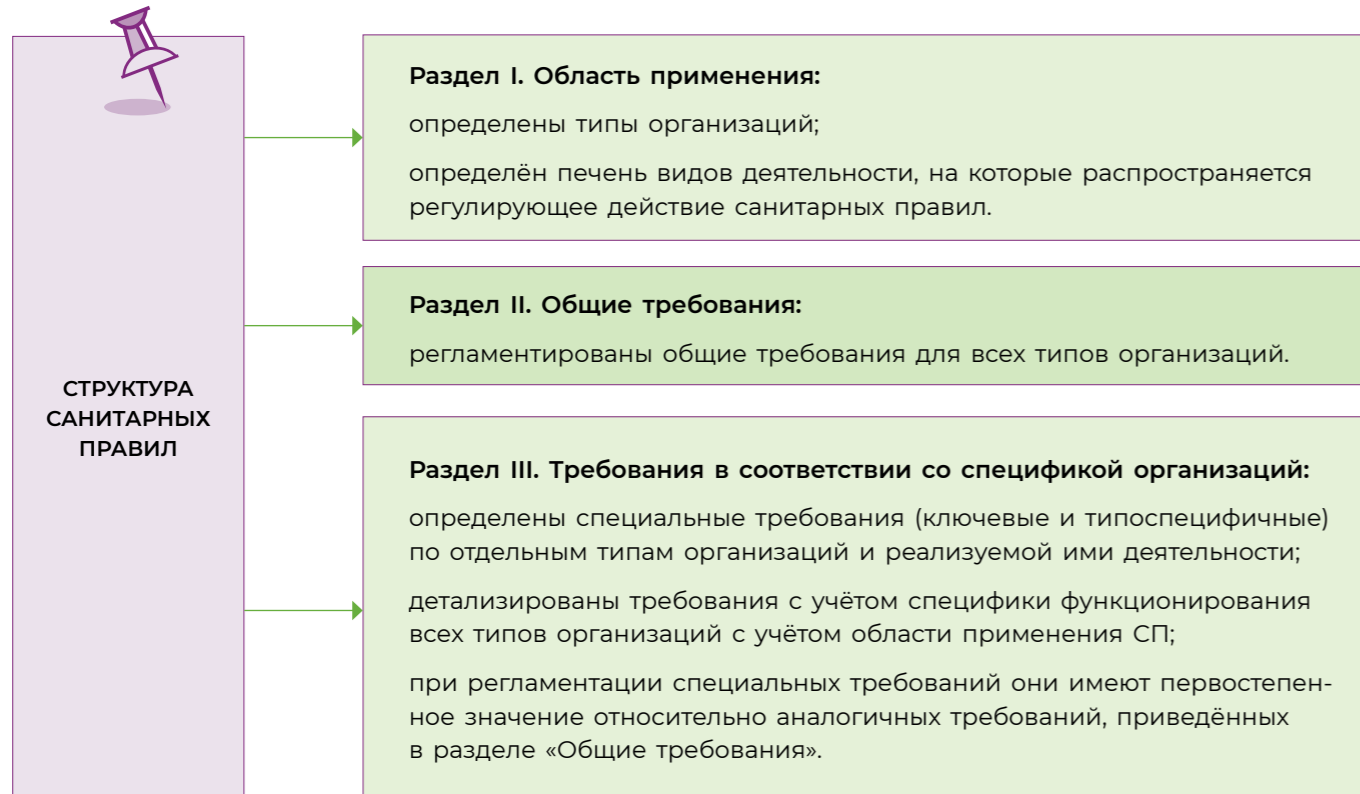 СТРУКТУРА
САНИТАРНЫХ
ПРАВИЛ
Раздел I. Область применения:
определены типы организаций;
определён печень видов деятельности, на которые распространяется
регулирующее действие санитарных правил.
Раздел II. Общие требования:
регламентированы общие требования для всех типов организаций.
Раздел III. Требования в соответствии со спецификой организаций:
определены специальные требования (ключевые и типоспецифичные)
по отдельным типам организаций и реализуемой ими деятельности;
детализированы требования с учётом специфики функционирования
всех типов организаций с учётом области применения СП;
при регламентации специальных требований они имеют первостепен-
ное значение относительно аналогичных требований, приведённых
в разделе «Общие требования».